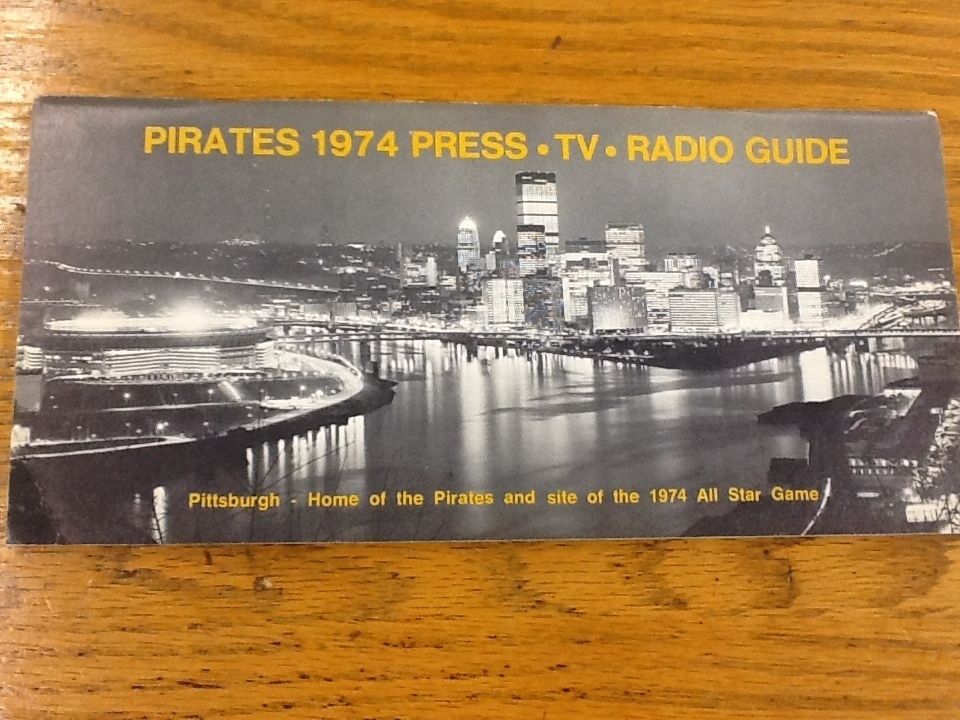 PIRATES 1974 PRESS • TV • RADIO GUIDE
Pittsburgh - Home of the Pirates and site of the 1974 All Star Game